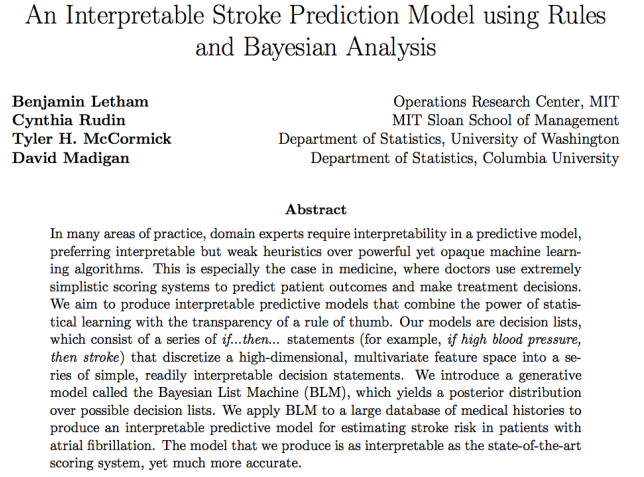 An Interpretable Stroke Prediction Model using Rules
and Bayesian Analysis
Benjamin Letham Operations Research Center, MIT
Cynthia Rudin MIT Sloan School of Management
Tyler H. McCormick Department of Statistics, University of Washington
David Madigan Department of Statistics, Columbia University
Abstract
In many areas of practice, domain experts require interpretability in a predictive model,
preferring interpretable but weak heuristics over powerful yet opaque machine learn-
ing algorithms. This is especially the case in medicine, where doctors use extremely
simplistic scoring systems to predict patient outcomes and make treatment decisions.
We aim to produce interpretable predictive models that combine the power of statis-
tical learning with the transparency of a rule of thumb. Our models are decision lists,
which consist of a series of if...then... statements (for example, if high blood pressure,
then stroke) that discretize a high-dimensional, multivariate feature space into a se-
ries of simple, readily interpretable decision statements. We introduce a generative
model called the Bayesian List Machine (BLM), which yields a posterior distribution
over possible decision lists. We apply BLM to a large database of medical histories to
produce an interpretable predictive model for estimating stroke risk in patients with
atrial fibrillation. The model that we produce is as interpretable as the state-of-the-art
scoring system, yet much more accurate.